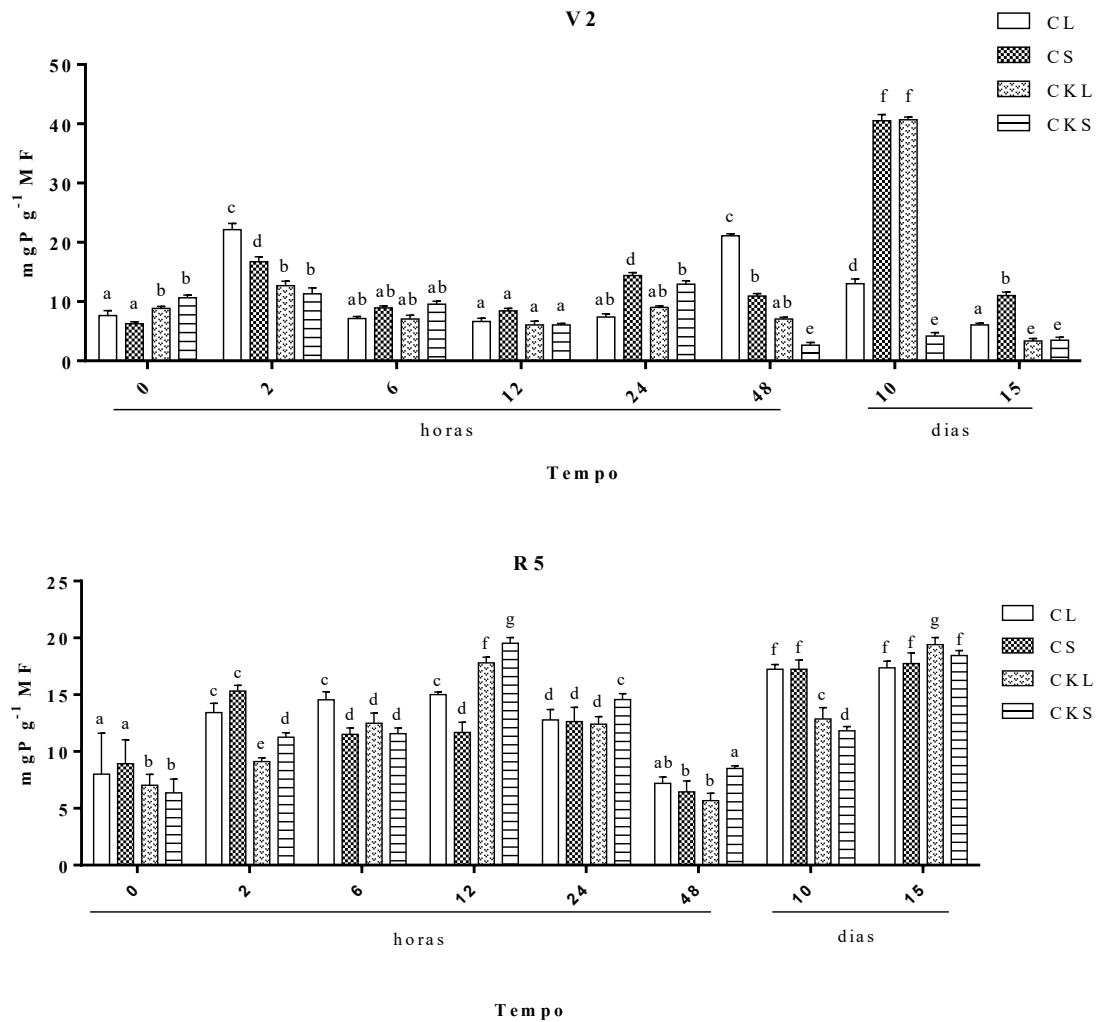 V2
CL
CS
CKL
CKS
50
40
30
20
10
0
mgP g-1 MF
c
d
b
b
a
a
b
b
ab
ab
ab
ab
a
a
a
a
ab
d
ab
b
c
b
ab
e
d
f
f
e
a
b
e
e
0 2 6 12 24 48 10 15
horas dias
Tempo
R5
CL
CS
CKL
CKS
25
20
15
10
5
0
mgP g-1 MF
a a b b
c c e d
c d d d
c d f g
d d d c
ab b b a
f f c d
f f g f
0 2 6 12 24 48 10 15
horas dias
Tempo